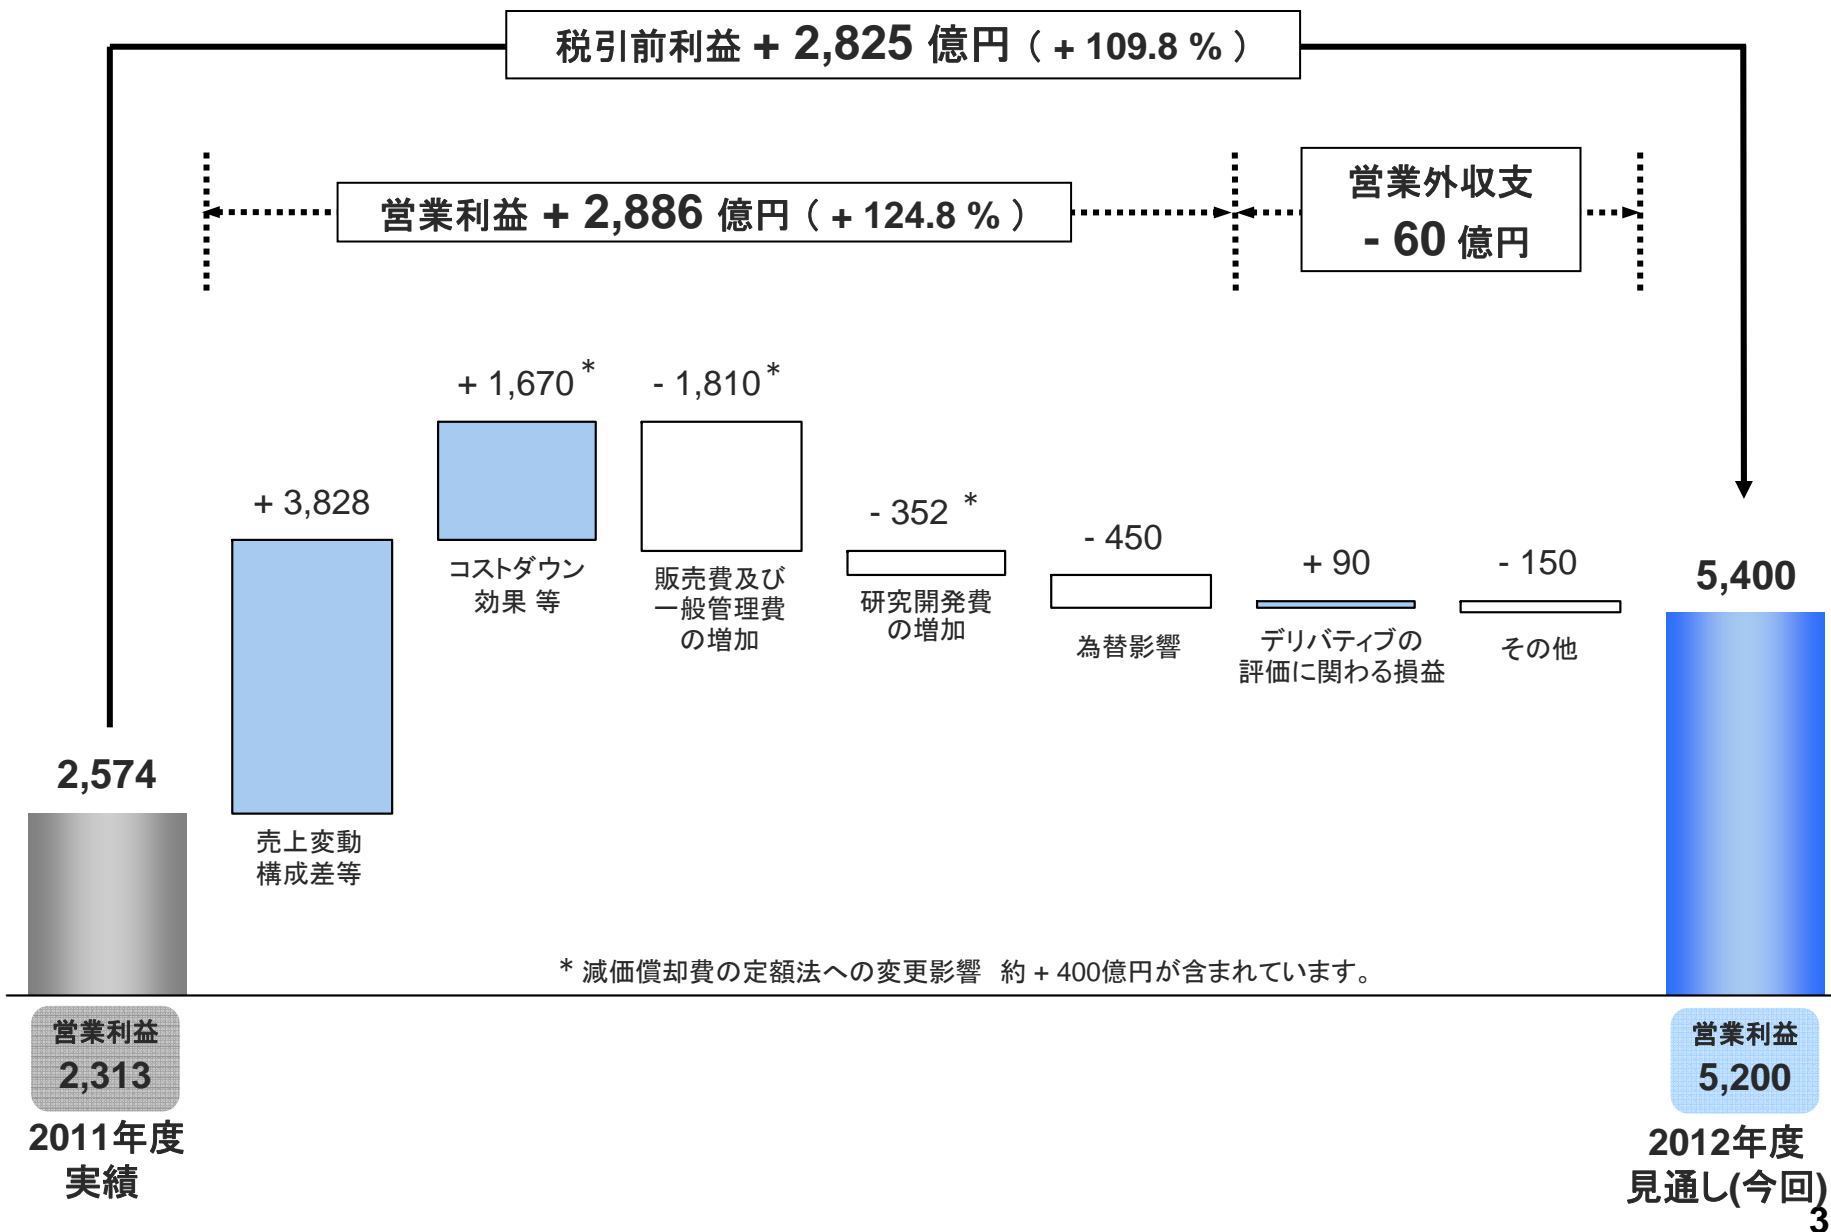 税引前利益 + 2,825 億円 ( + 109.8 % )
営業利益 + 2,886 億円 ( + 124.8 % )
営業外収支
- 60 億円
+ 3,828
売上変動
構成差等
+ 1,670 *
コストダウン
効果 等
- 1,810 *
販売費及び
一般管理費
の増加
- 352 *
研究開発費
の増加
- 450
為替影響
+ 90
デリバティブの
評価に関わる損益
- 150
その他
2,574
5,400
* 減価償却費の定額法への変更影響 約 + 400億円が含まれています。
営業利益
2,313
2011年度
実績
営業利益
5,200
2012年度
見通し(今回)
3